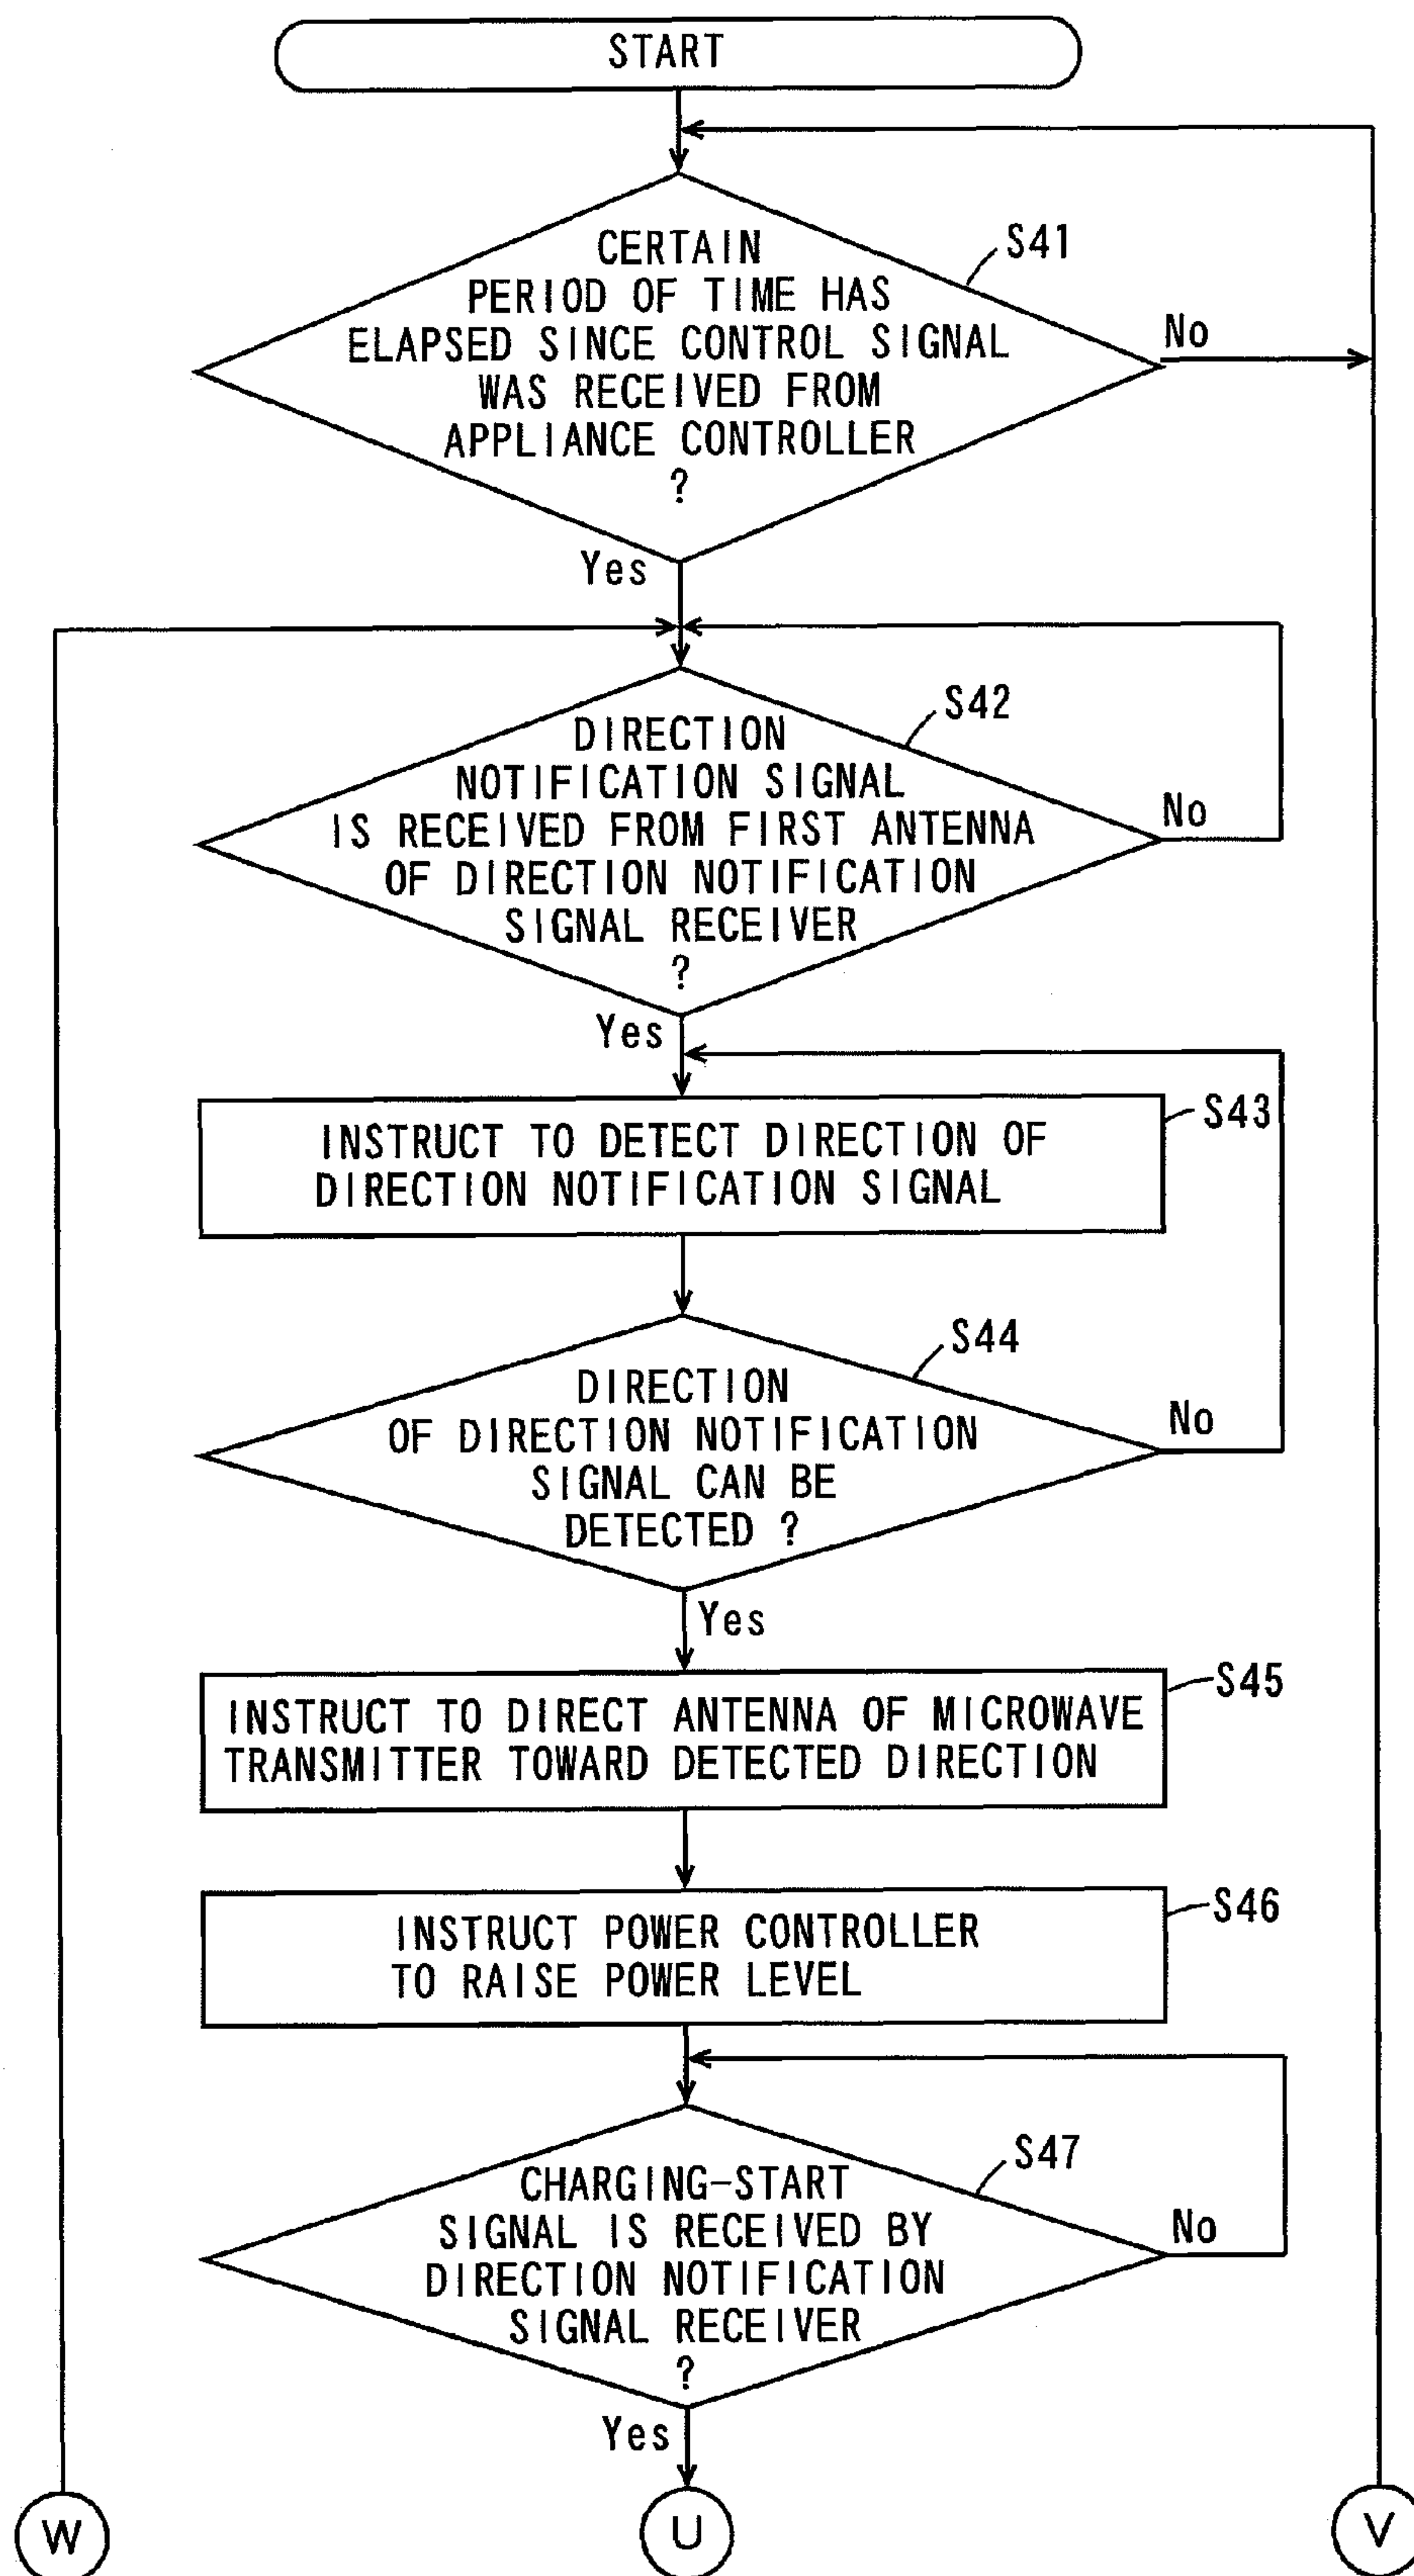 START
CERTAIN
PERIOD OF TIME HAS
ELAPSED SINCE CONTROL SIGNAL
WAS RECEIVED FROM
APPLIANCE CONTROLLER
?
S41
No
Yes
DIRECTION
NOTIFICATION SIGNAL
IS RECEIVED FROM FIRST ANTENNA
OF DIRECTION NOTIFICATION
SIGNAL RECEIVER
?
S42
No
Yes
INSTRUCT TO DETECT DIRECTION OF
DIRECTION NOTIFICATION SIGNAL
S43
DIRECTION
OF DIRECTION NOTIFICATION
SIGNAL CAN BE
DETECTED ?
S44
No
Yes
INSTRUCT TO DIRECT ANTENNA OF MICROWAVE
TRANSMITTER TOWARD DETECTED DIRECTION
S45
INSTRUCT POWER CONTROLLER
TO RAISE POWER LEVEL
S46
CHARGING-START
SIGNAL IS RECEIVED BY
DIRECTION NOTIFICATION
SIGNAL RECEIVER
?
S47
No
Yes
W
U
V